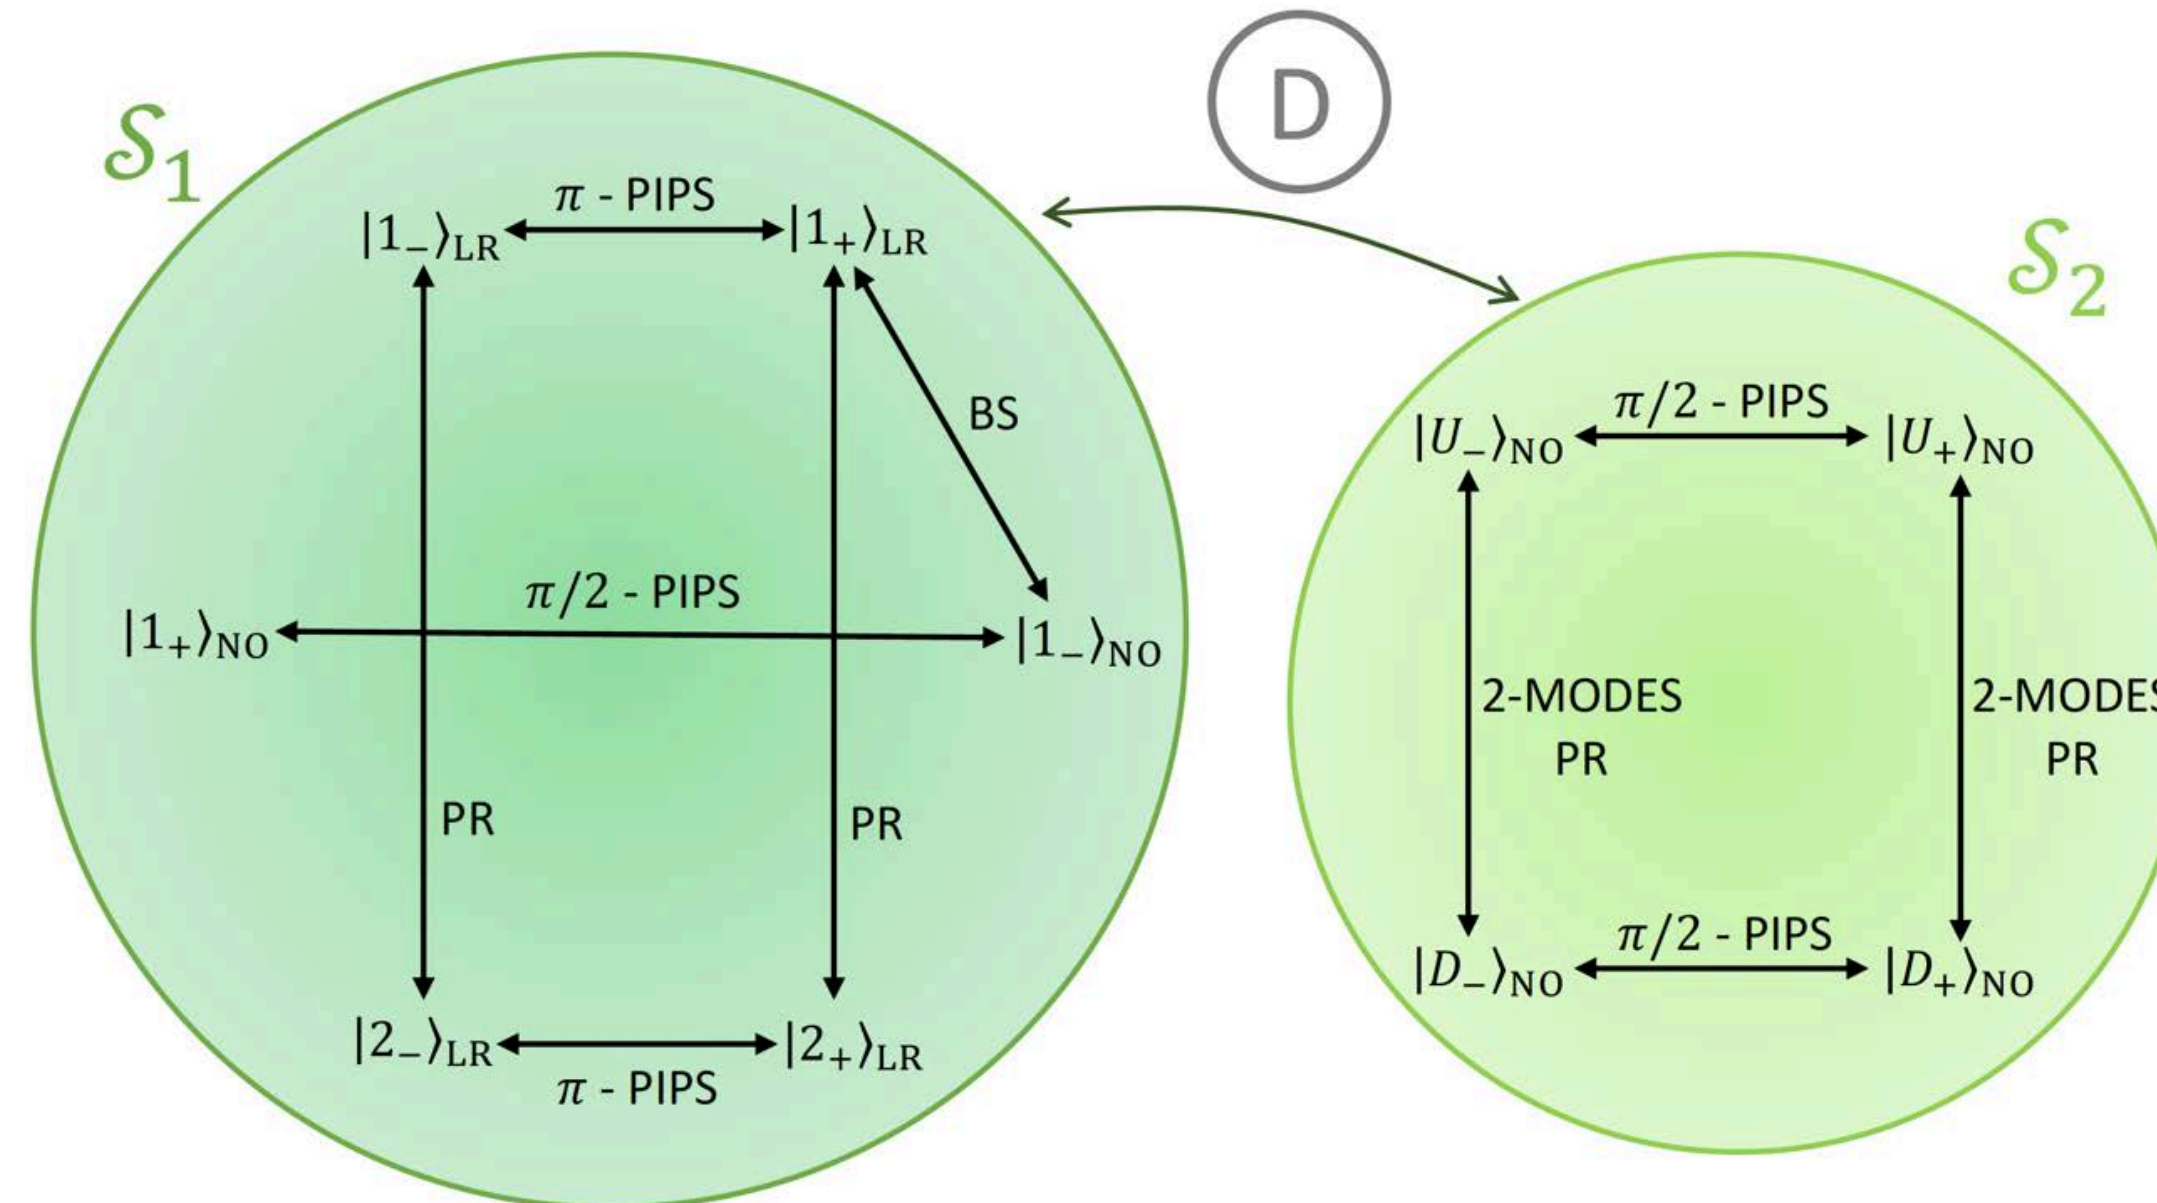 D
𝒮₁
π - PIPS
|1₋⟩LR
|1₊⟩LR
BS
π/2 - PIPS
|1₊⟩NO
|1₋⟩NO
PR
PR
|2₋⟩LR
|2₊⟩LR
π - PIPS
𝒮₂
π/2 - PIPS
|U₋⟩NO
|U₊⟩NO
2-MODES
PR
2-MODES
PR
π/2 - PIPS
|D₋⟩NO
|D₊⟩NO